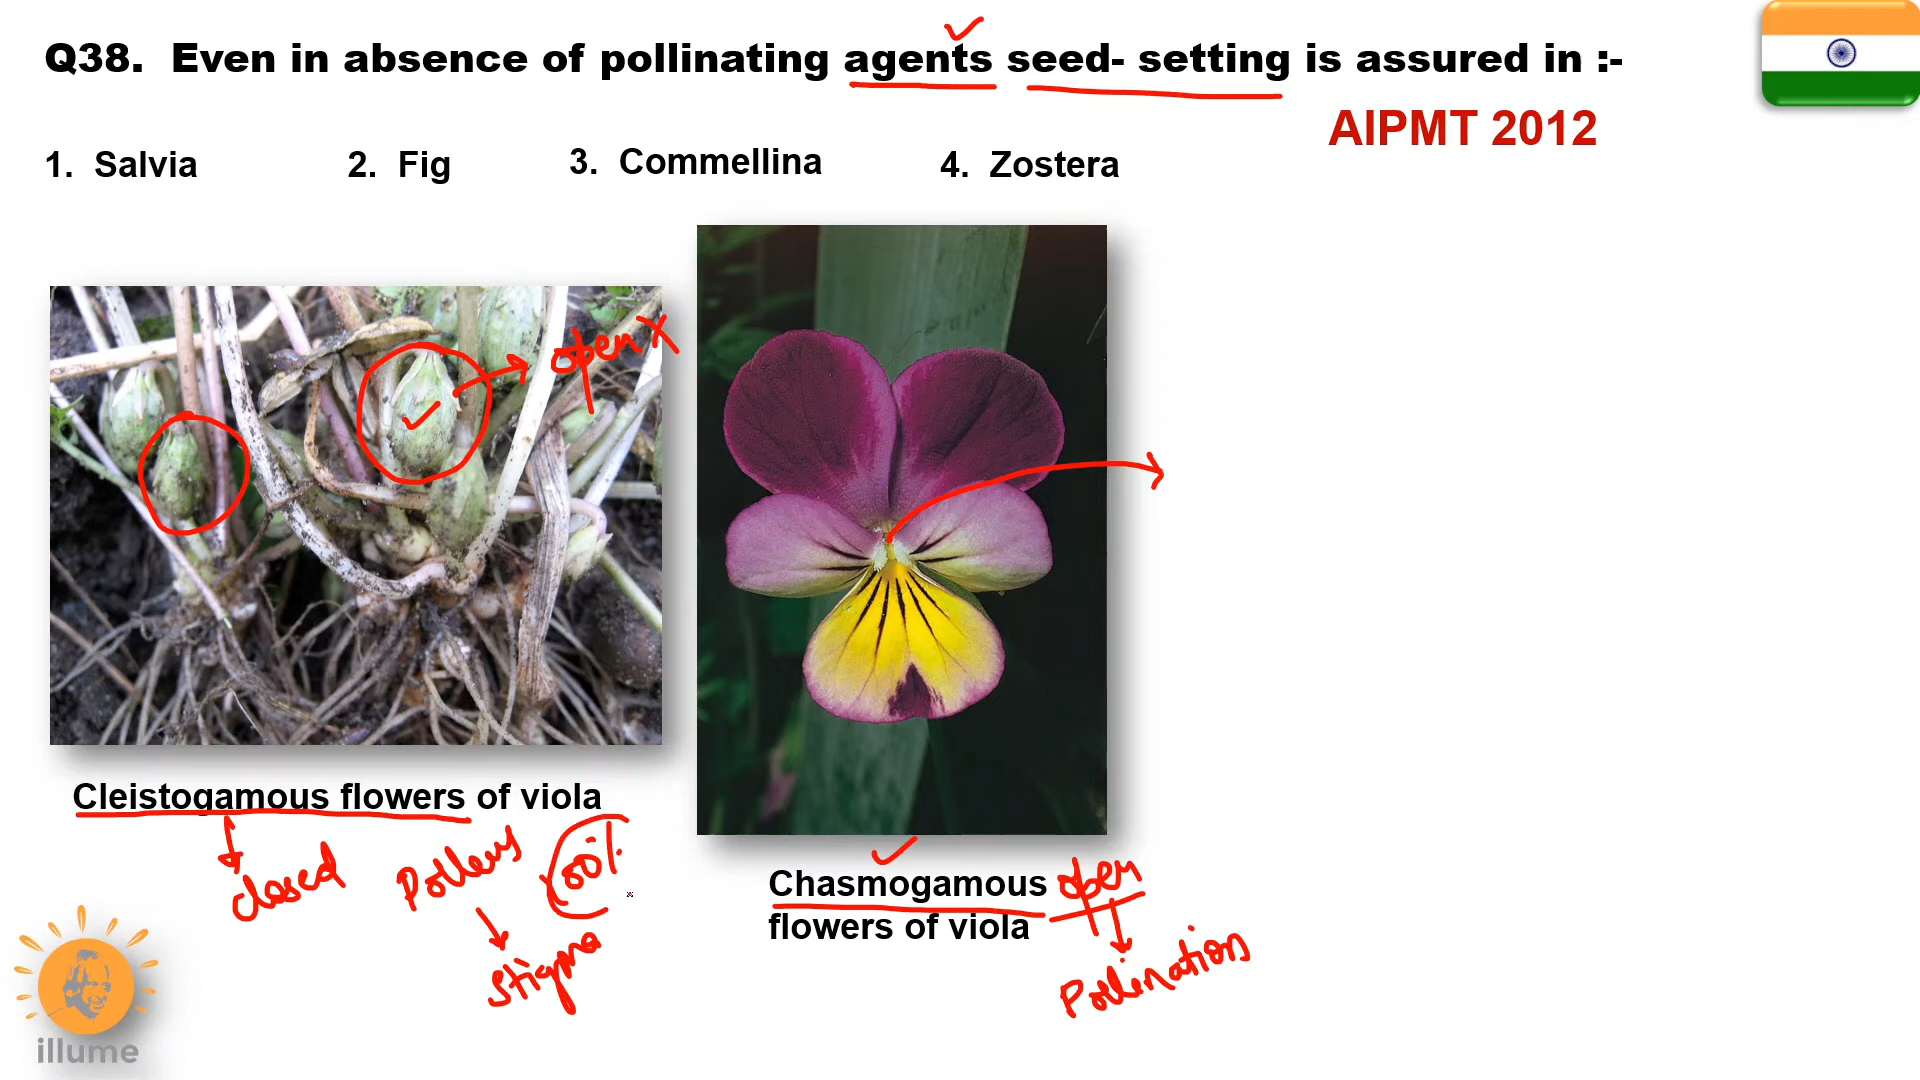 Q38. Even in absence of pollinating agents seed- setting is assured in :-
AIPMT 2012
1. Salvia 2. Fig 3. Commellina 4. Zostera
open x
Cleistogamous flowers of viola
closed
Pollens
100%
Stigma
Chasmogamous open
flowers of viola
Pollination
illume